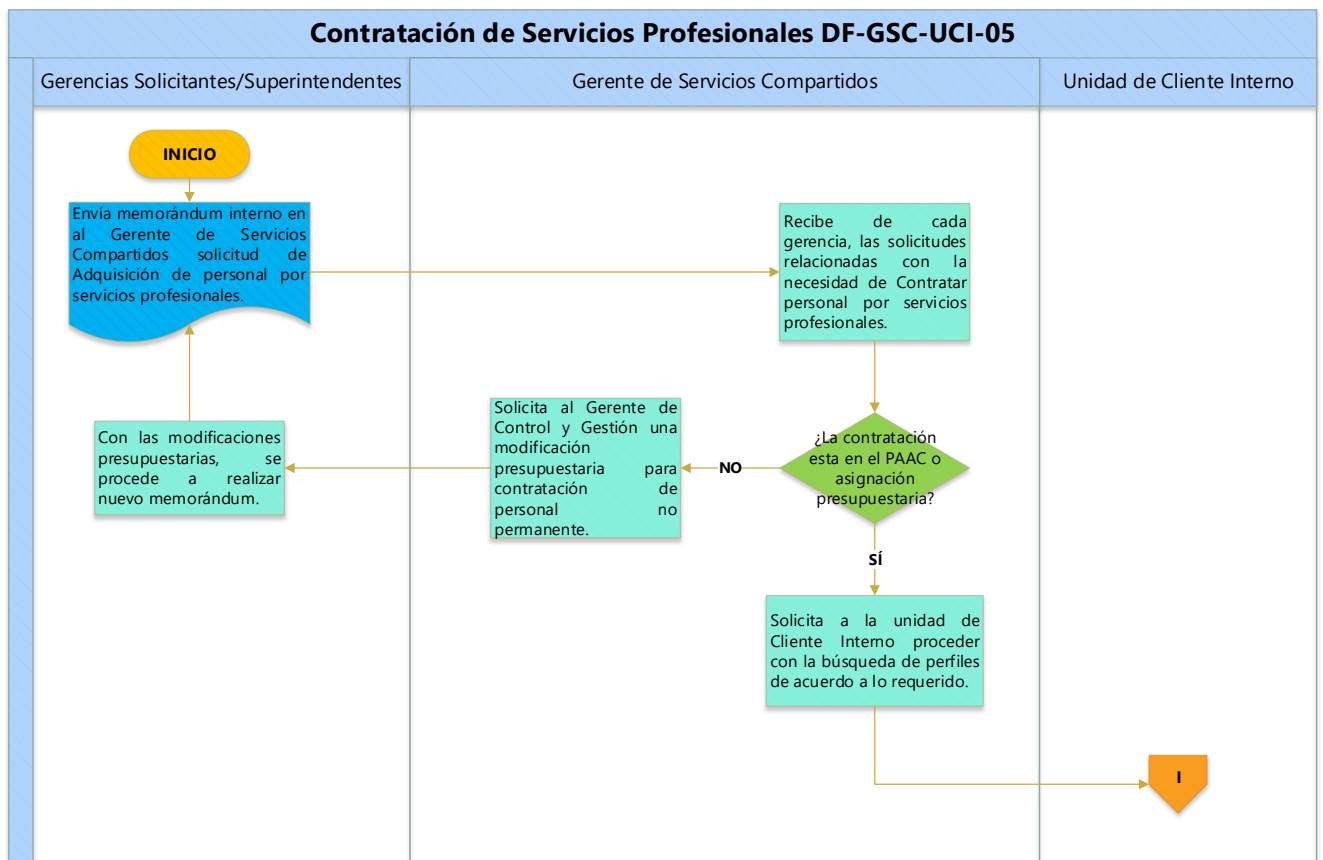 Contratación de Servicios Profesionales DF-GSC-UCI-05
Gerencias Solicitantes/Superintendentes
Gerente de Servicios Compartidos
Unidad de Cliente Interno
INICIO
Envía memorándum interno en
al Gerente de Servicios
Compartidos solicitud de
Adquisición de personal por
servicios profesionales.
Recibe de cada
gerencia, las solicitudes
relacionadas con la
necesidad de Contratar
personal por servicios
profesionales.
¿La contratación
esta en el PAAC o
asignación
presupuestaria?
NO
Solicita al Gerente de
Control y Gestión una
modificación
presupuestaria para
contratación de
personal no
permanente.
Con las modificaciones
presupuestarias, se
procede a realizar
nuevo memorándum.
SÍ
Solicita a la unidad de
Cliente Interno proceder
con la búsqueda de perfiles
de acuerdo a lo requerido.
I